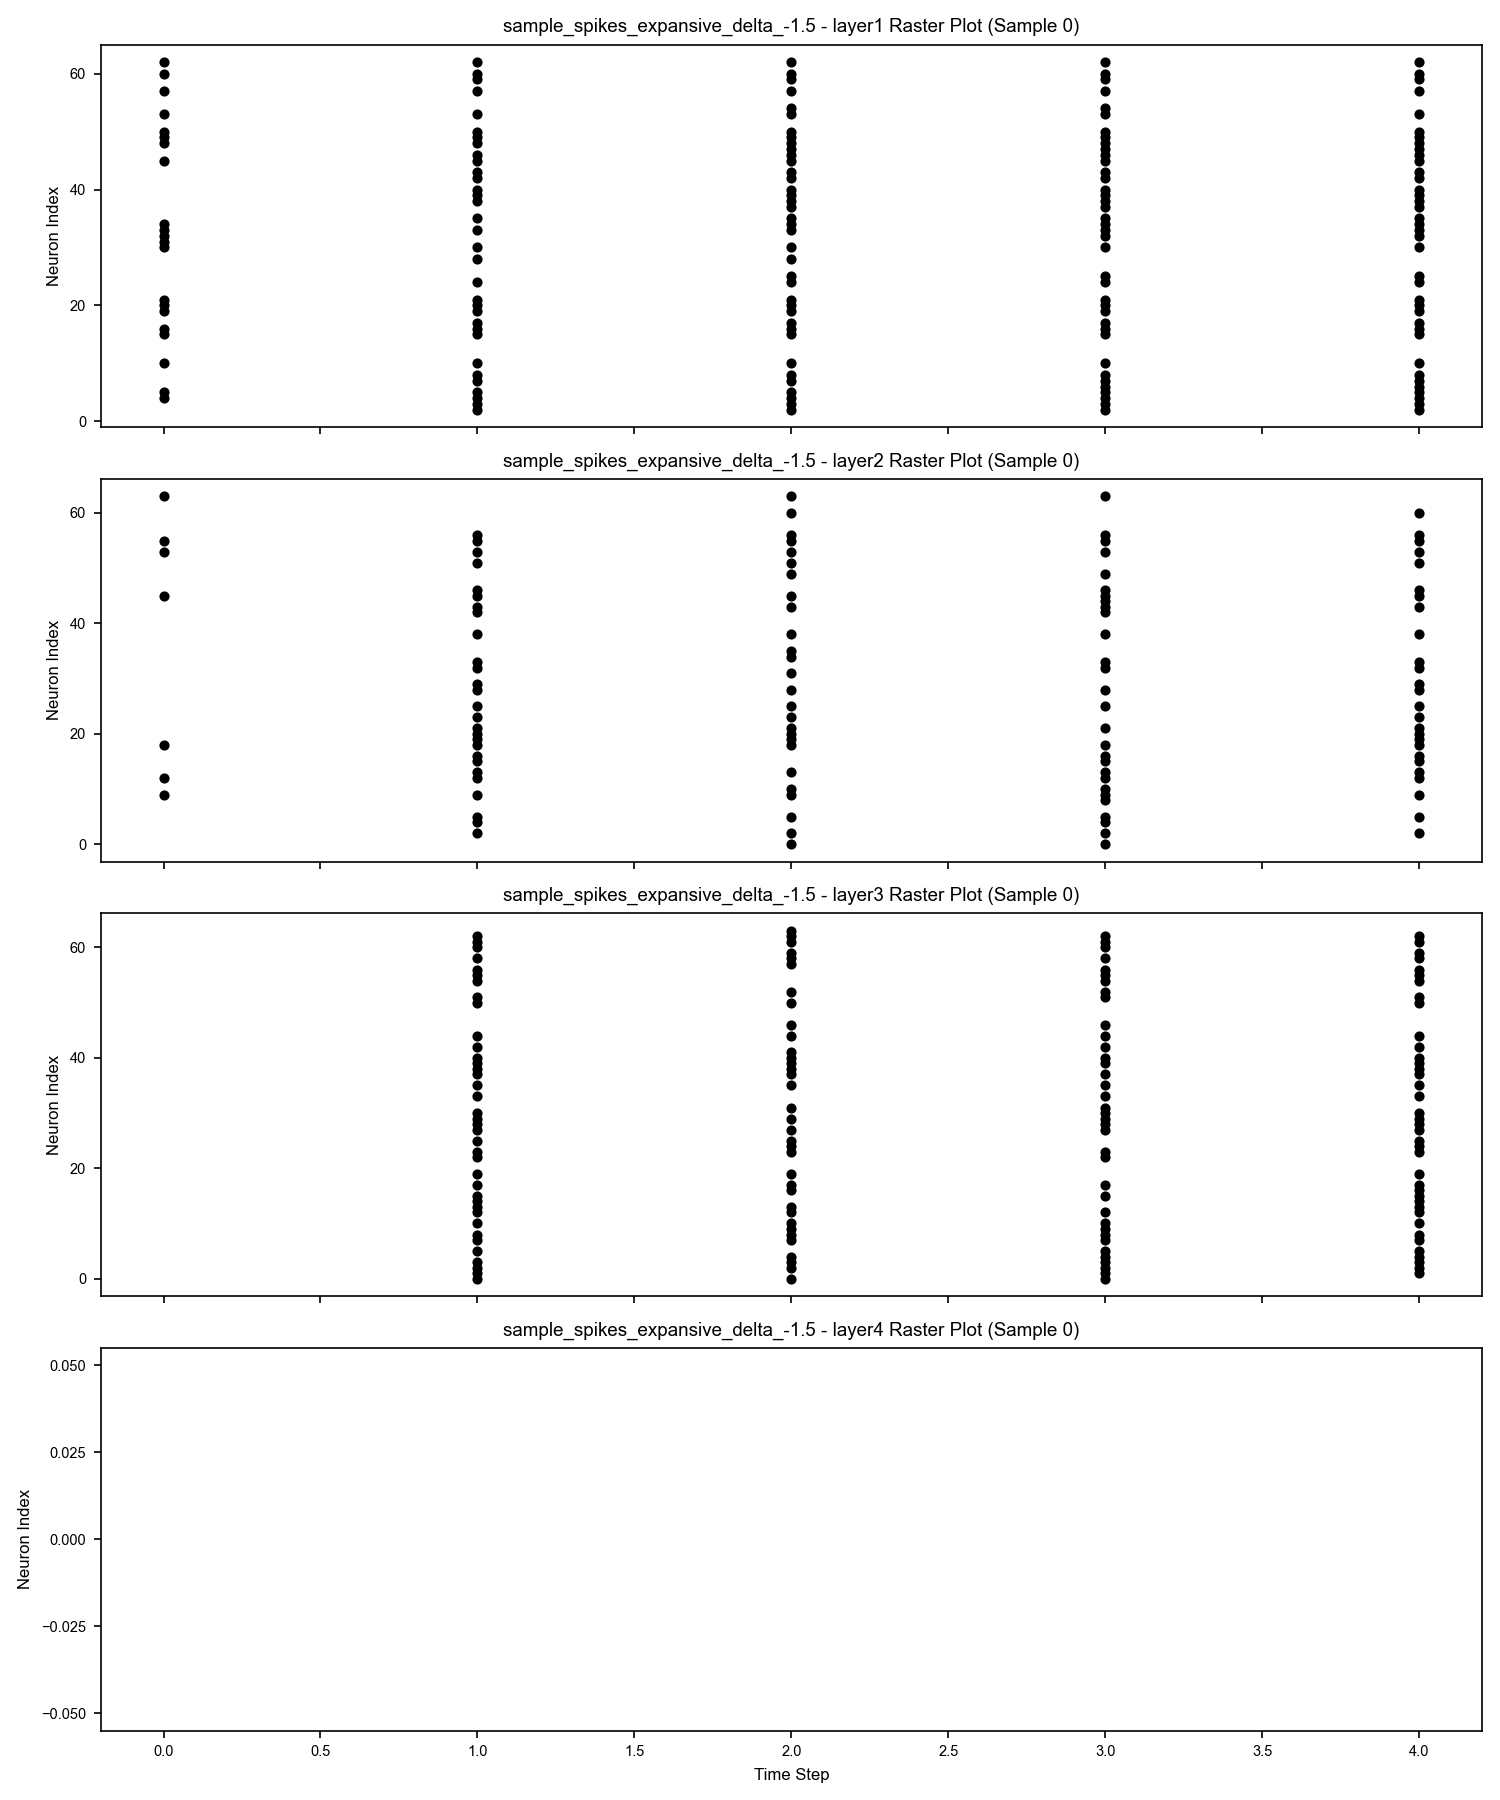 sample_spikes_expansive_delta_-1.5 - layer1 Raster Plot (Sample 0)
Neuron Index
60
40
20
0
sample_spikes_expansive_delta_-1.5 - layer2 Raster Plot (Sample 0)
Neuron Index
60
40
20
0
sample_spikes_expansive_delta_-1.5 - layer3 Raster Plot (Sample 0)
Neuron Index
60
40
20
0
sample_spikes_expansive_delta_-1.5 - layer4 Raster Plot (Sample 0)
Neuron Index
0.050
0.025
0.000
−0.025
−0.050
0.0 0.5 1.0 1.5 2.0 2.5 3.0 3.5 4.0
Time Step